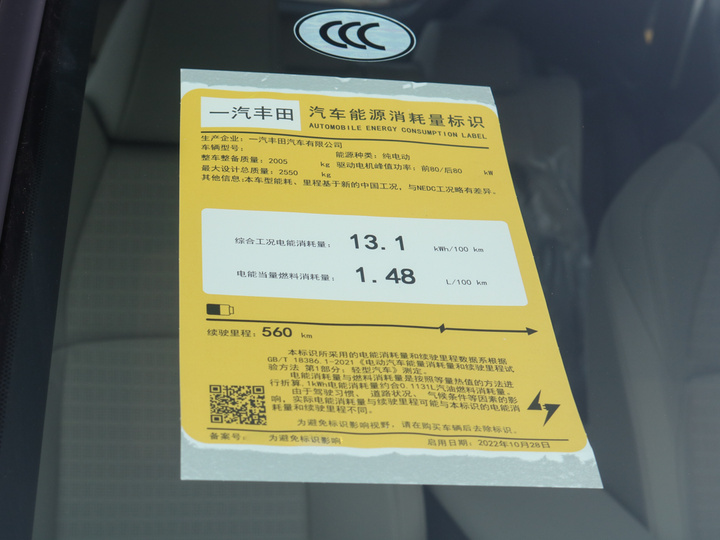 CCC
一汽丰田
汽车能源消耗量标识
AUTOMOBILE ENERGY CONSUMPTION LABEL
生产企业：一汽丰田汽车有限公司
车辆型号：
能源种类：纯电动
整车整备质量：2005 kg 驱动电机峰值功率：前80/后80 kW
最大设计总质量：2550 kg
其他信息：本车型能耗、里程基于新的中国工况，与NEDC工况略有差异。
综合工况电能消耗量： 13.1 kWh/100 km
电能当量燃料消耗量： 1.48 L/100 km
续驶里程：560 km
本标识所采用的电能消耗量和续驶里程数据系根据
GB/T 18386.1-2021《电动汽车能量消耗量和续驶里程试
验方法 第1部分：轻型汽车》测定。
电能消耗量与燃料消耗量是按照等量热值的方法进
行折算，1kWh电能消耗量约合0.1131L汽油燃料消耗量。
由于驾驶习惯、道路状况、气候条件等因素的影
响，实际电能消耗量与续驶里程可能与本标识的电能消
耗量和续驶里程不同。
为避免标识影响视野，请在购买车辆后去除标识。
备案号： 为避免标识影响
启用日期：2022年10月28日